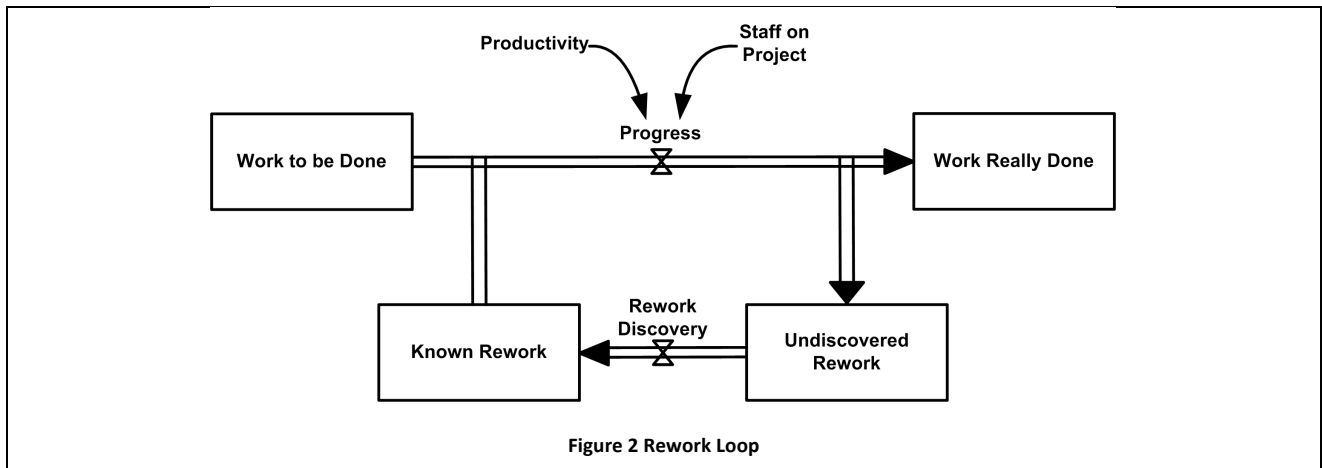 Productivity
Staff on
Project
Progress
Work to be Done
Work Really Done
Rework
Discovery
Known Rework
Undiscovered
Rework
Figure 2 Rework Loop